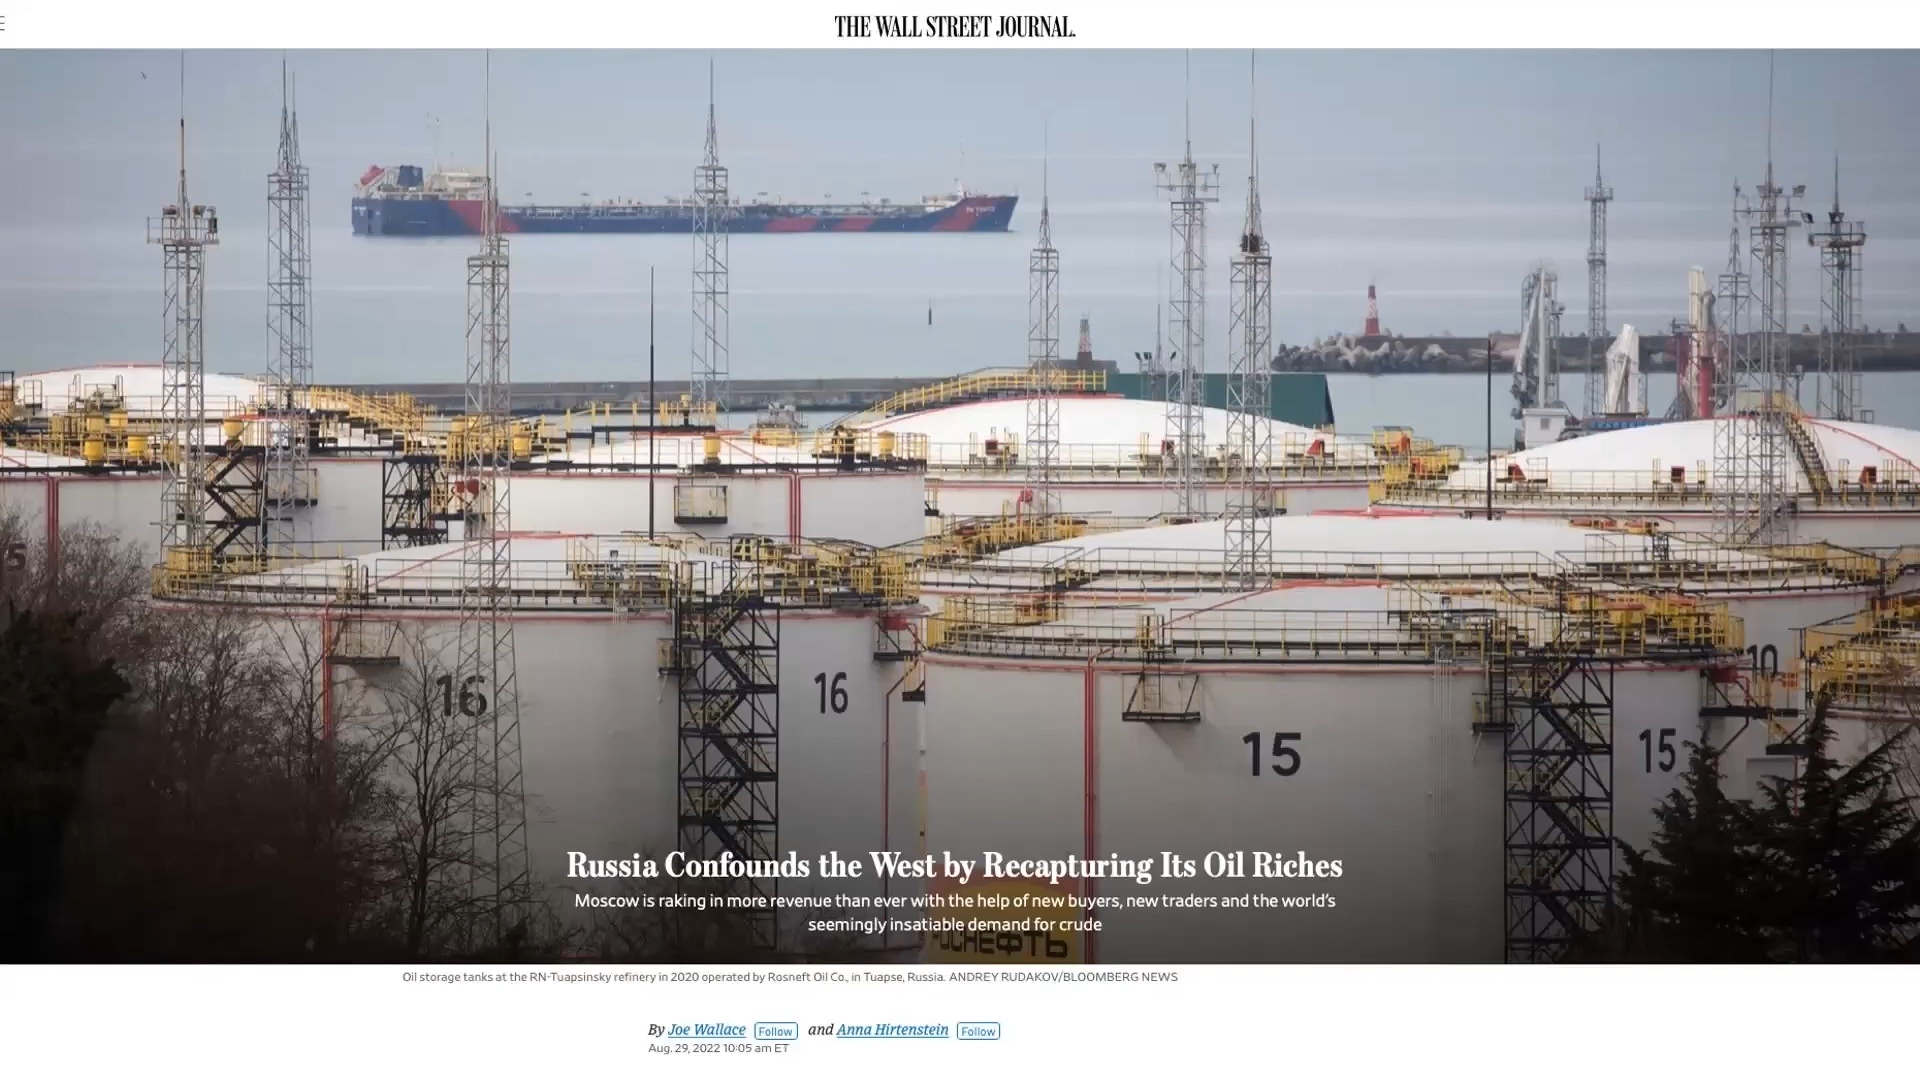 THE WALL STREET JOURNAL.
5
16
16
15
15
10
Russia Confounds the West by Recapturing Its Oil Riches
Moscow is raking in more revenue than ever with the help of new buyers, new traders and the world's
seemingly insatiable demand for crude
РОСНЕФТЬ
Oil storage tanks at the RN-Tuapsinsky refinery in 2020 operated by Rosneft Oil Co., in Tuapse, Russia. ANDREY RUDAKOV/BLOOMBERG NEWS
By Joe Wallace Follow and Anna Hirtenstein Follow
Aug. 29, 2022 10:05 am ET